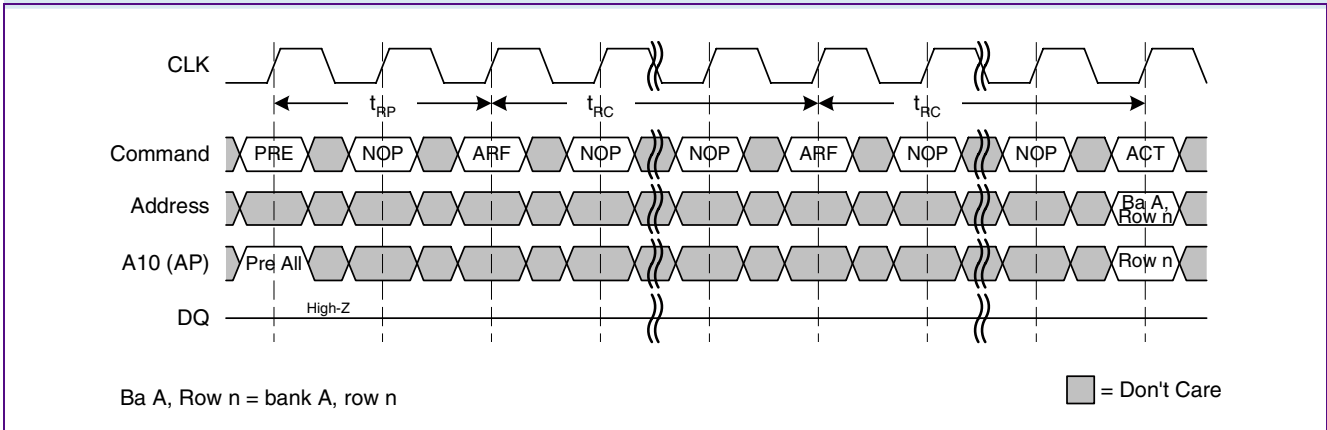 CLK
tRP tRC tRC
Command PRE NOP ARF NOP NOP ARF NOP NOP ACT
Address Ba A,
Row n
A10 (AP) Pre All Row n
High-Z
DQ
Ba A, Row n = bank A, row n
= Don't Care